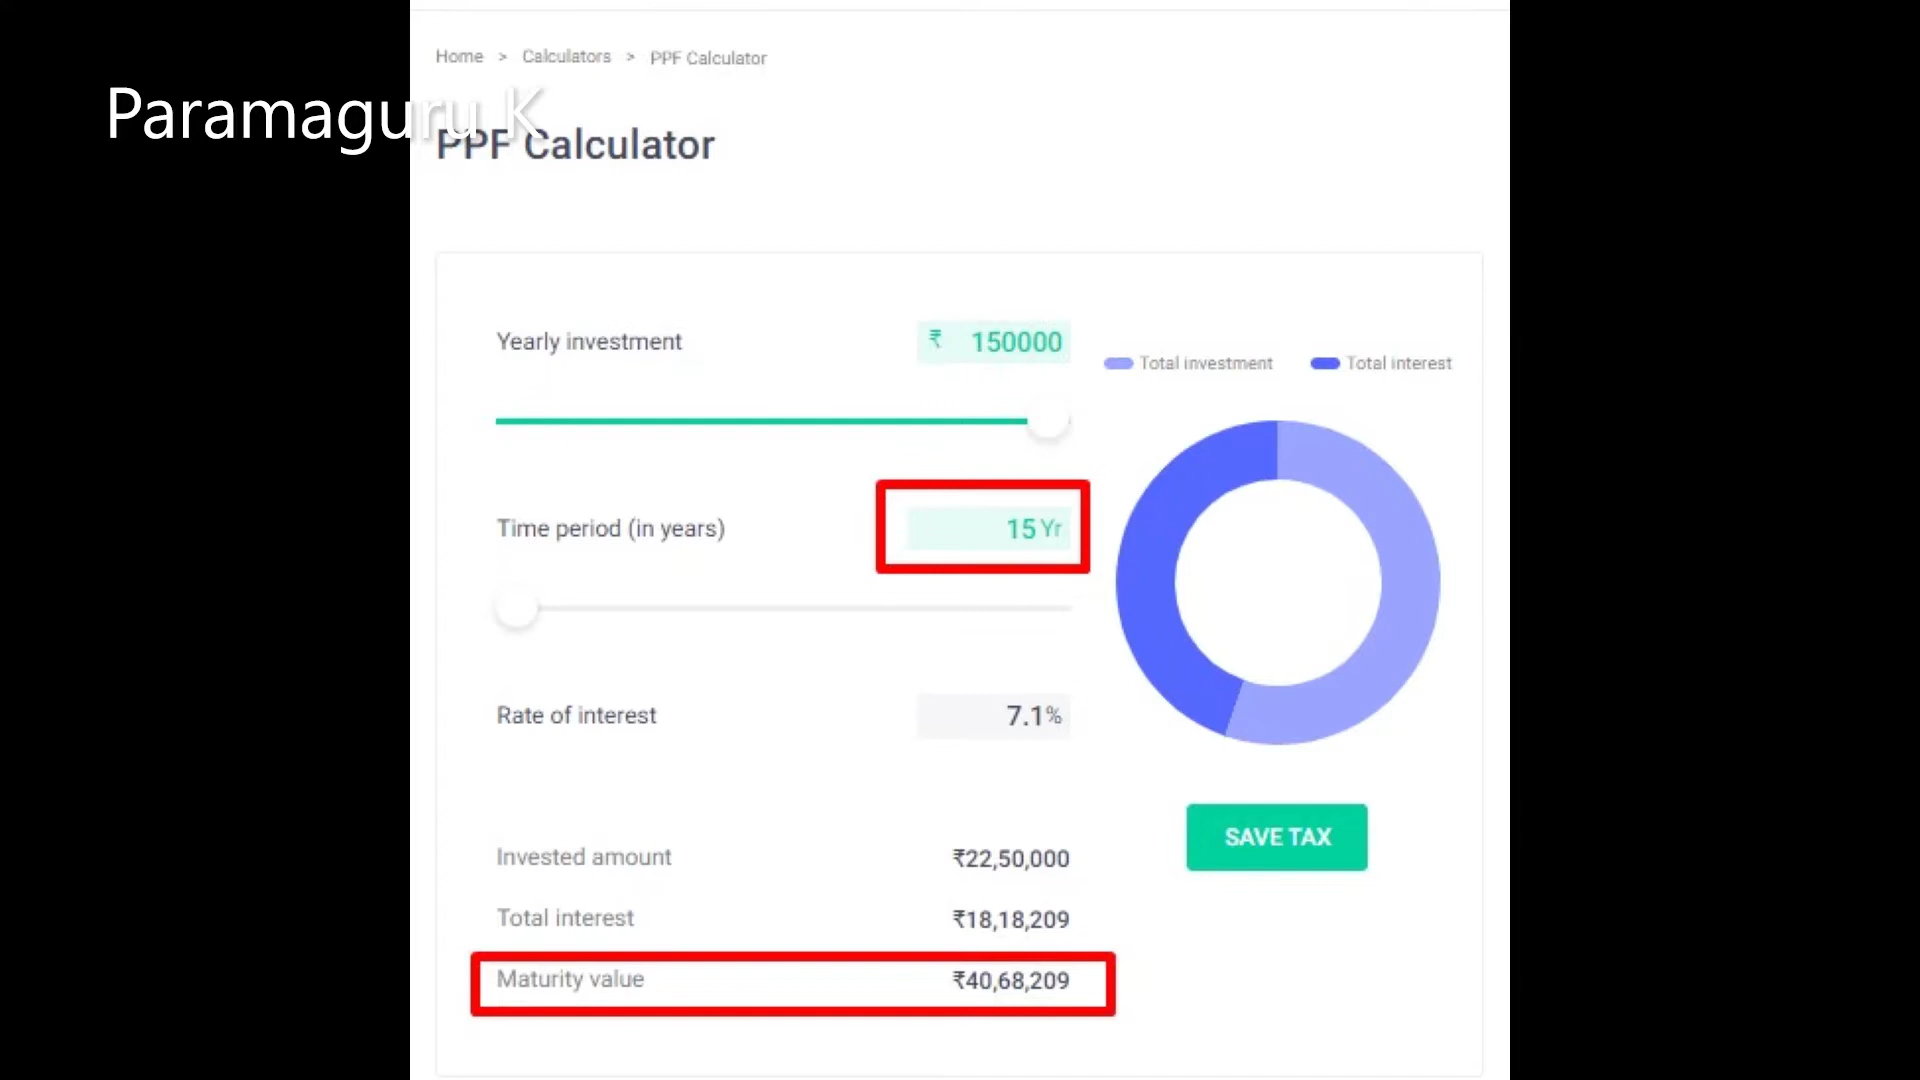 Home > Calculators > PPF Calculator
Paramaguru K
PPF Calculator
Yearly investment ₹ 150000
Total investment Total interest
Time period (in years) 15 Yr
Rate of interest 7.1%
SAVE TAX
Invested amount ₹22,50,000
Total interest ₹18,18,209
Maturity value ₹40,68,209